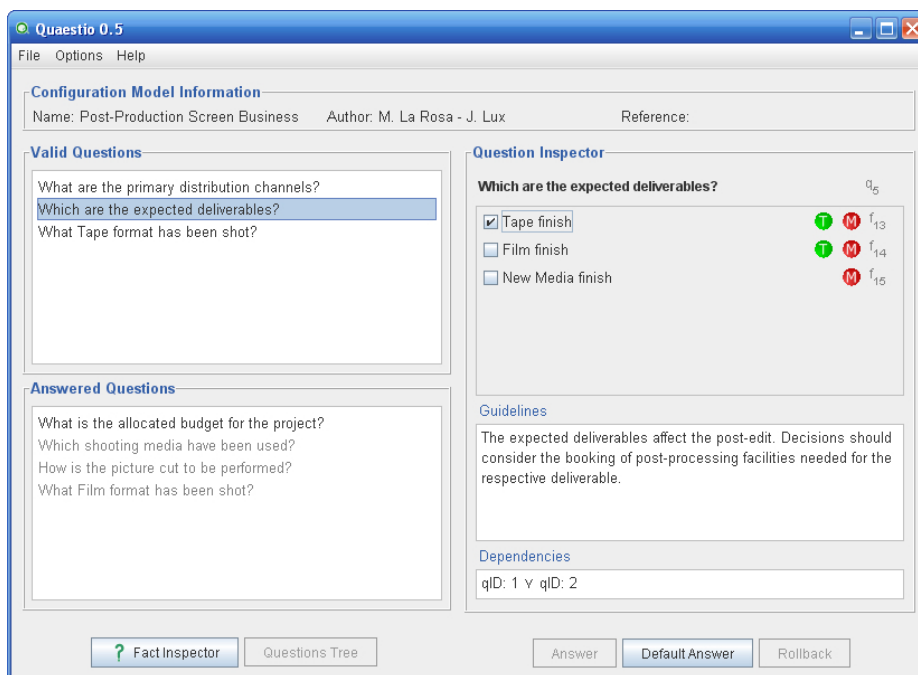 Quaestio 0.5
File Options Help
Configuration Model Information
Name: Post-Production Screen Business Author: M. La Rosa - J. Lux Reference:
Valid Questions
What are the primary distribution channels?
Which are the expected deliverables?
What Tape format has been shot?
Answered Questions
What is the allocated budget for the project?
Which shooting media have been used?
How is the picture cut to be performed?
What Film format has been shot?
Question Inspector
Which are the expected deliverables? q5
Tape finish T M f13
Film finish T M f14
New Media finish M f15
Guidelines
The expected deliverables affect the post-edit. Decisions should
consider the booking of post-processing facilities needed for the
respective deliverable.
Dependencies
qID: 1 ∨ qID: 2
? Fact Inspector Questions Tree Answer Default Answer Rollback